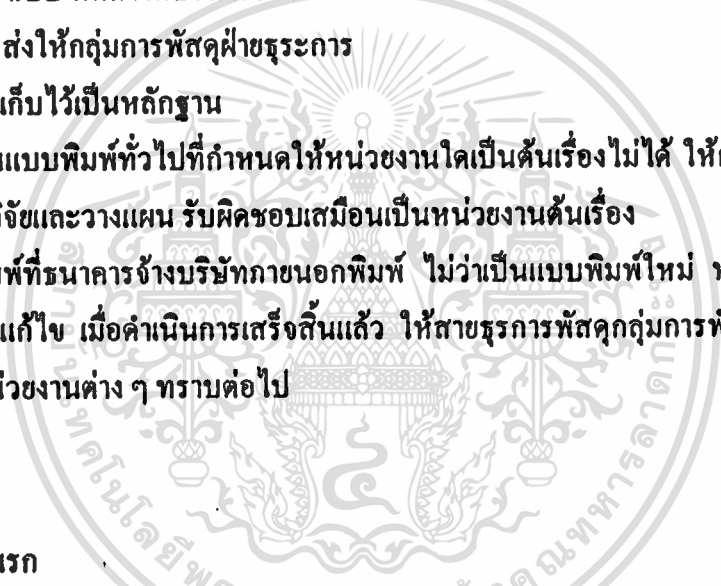 ส่งให้กลุ่มการพัสดุฝ่ายธุระการ
เก็บไว้เป็นหลักฐาน
นแบบพิมพ์ทั่วไปที่กำหนดให้หน่วยงานใดเป็นต้นเรื่องไม่ได้ ให้
วิจัยและวางแผน รับผิดชอบเสมือนเป็นหน่วยงานต้นเรื่อง
มพ์ที่ธนาคารจ้างบริษัทภายนอกพิมพ์ ไม่ว่าเป็นแบบพิมพ์ใหม่
แก้ไข เมื่อดำเนินการเสร็จสิ้นแล้ว ให้สายธุรการพัสดุกลุ่มการพั
น่วยงานต่าง ๆ ทราบต่อไป
แรก